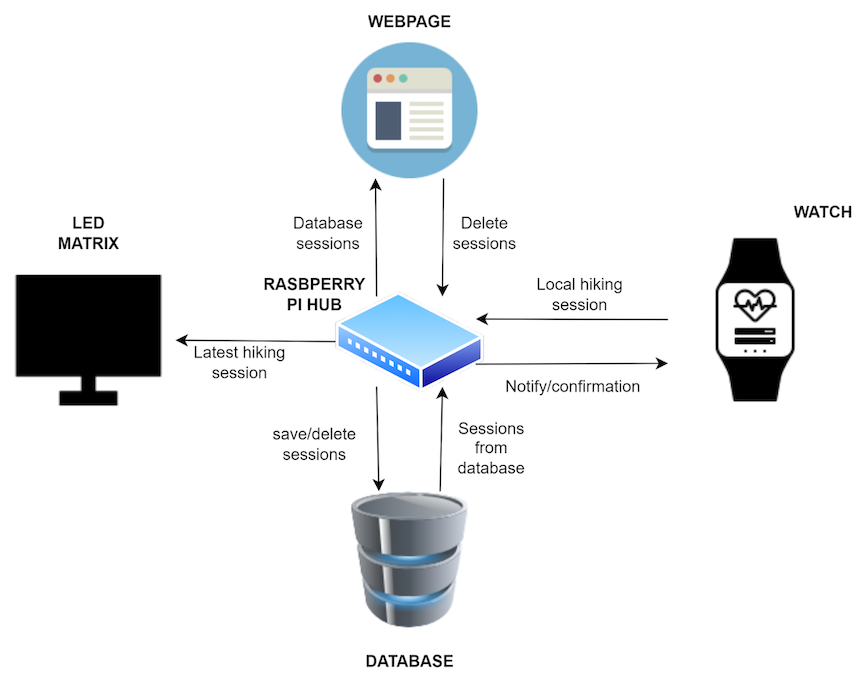 WEBPAGE
Database
sessions
Delete
sessions
LED
MATRIX
WATCH
RASBPERRY
PI HUB
Local hiking
session
Latest hiking
session
Notify/confirmation
save/delete
sessions
Sessions
from
database
DATABASE